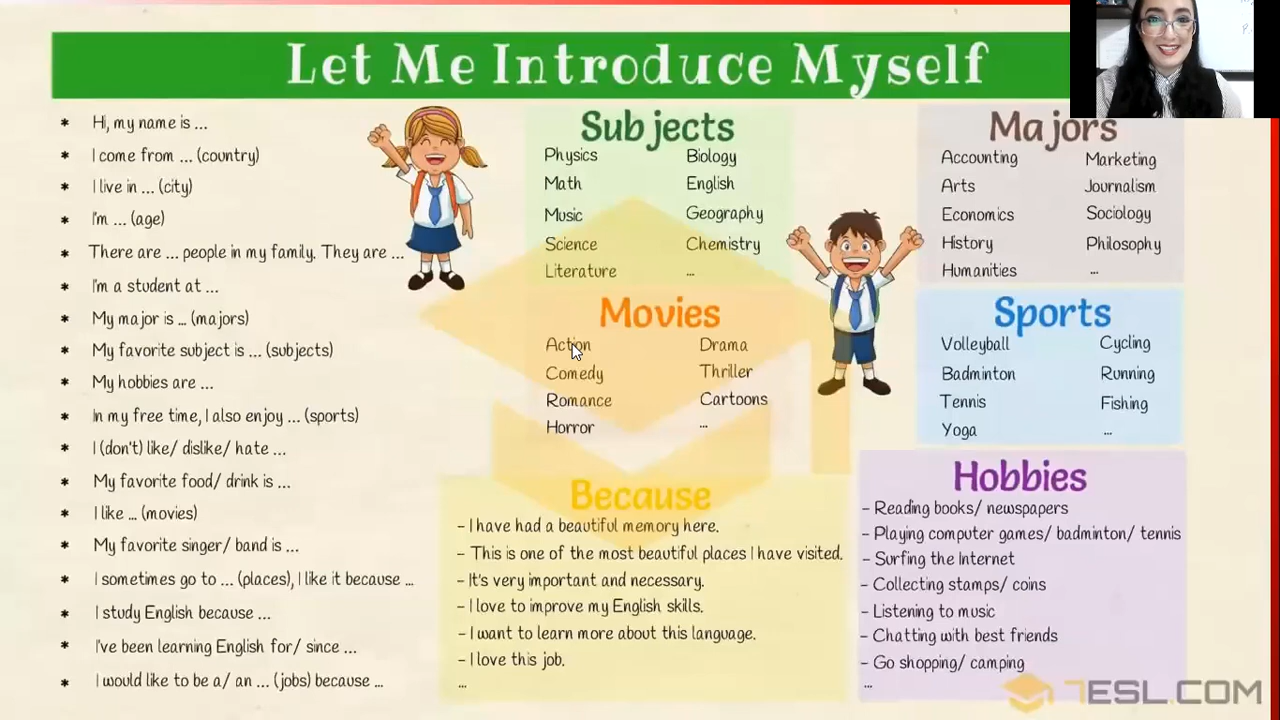 Let Me Introduce Myself
* Hi, my name is ...
* I come from ... (country)
* I live in ... (city)
* I'm ... (age)
* There are ... people in my family. They are ...
* I'm a student at ...
* My major is ... (majors)
* My favorite subject is ... (subjects)
* My hobbies are ...
* In my free time, I also enjoy ... (sports)
* I (don't) like/ dislike/ hate ...
* My favorite food/ drink is ...
* I like ... (movies)
* My favorite singer/ band is ...
* I sometimes go to ... (places), I like it because ...
* I study English because ...
* I've been learning English for/ since ...
* I would like to be a/ an ... (jobs) because ...
Subjects
Physics Biology
Math English
Music Geography
Science Chemistry
Literature ...
Majors
Accounting Marketing
Arts Journalism
Economics Sociology
History Philosophy
Humanities ...
Movies
Action Drama
Comedy Thriller
Romance Cartoons
Horror ...
Sports
Volleyball Cycling
Badminton Running
Tennis Fishing
Yoga ...
Because
- I have had a beautiful memory here.
- This is one of the most beautiful places I have visited.
- It's very important and necessary.
- I love to improve my English skills.
- I want to learn more about this language.
- I love this job.
...
Hobbies
- Reading books/ newspapers
- Playing computer games/ badminton/ tennis
- Surfing the Internet
- Collecting stamps/ coins
- Listening to music
- Chatting with best friends
- Go shopping/ camping
...
7ESL.COM